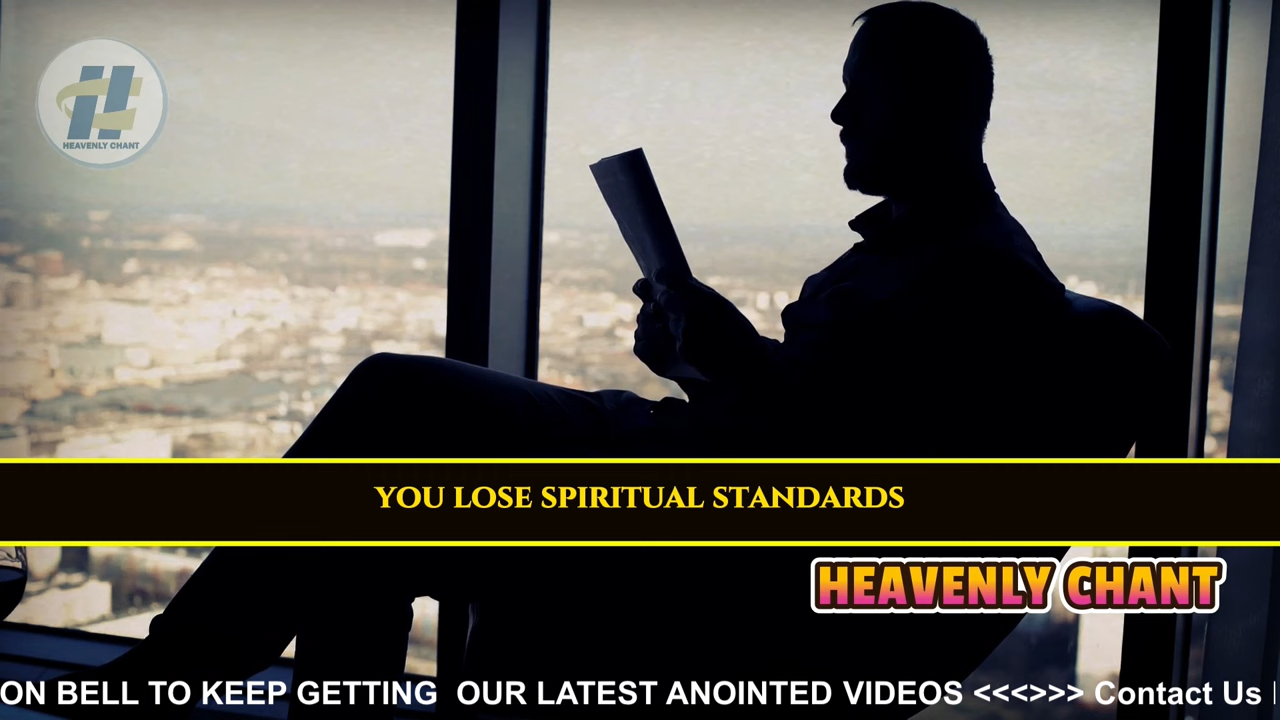 HEAVENLY CHANT
YOU LOSE SPIRITUAL STANDARDS
HEAVENLY CHANT
ON BELL TO KEEP GETTING OUR LATEST ANOINTED VIDEOS <<<>>> Contact Us